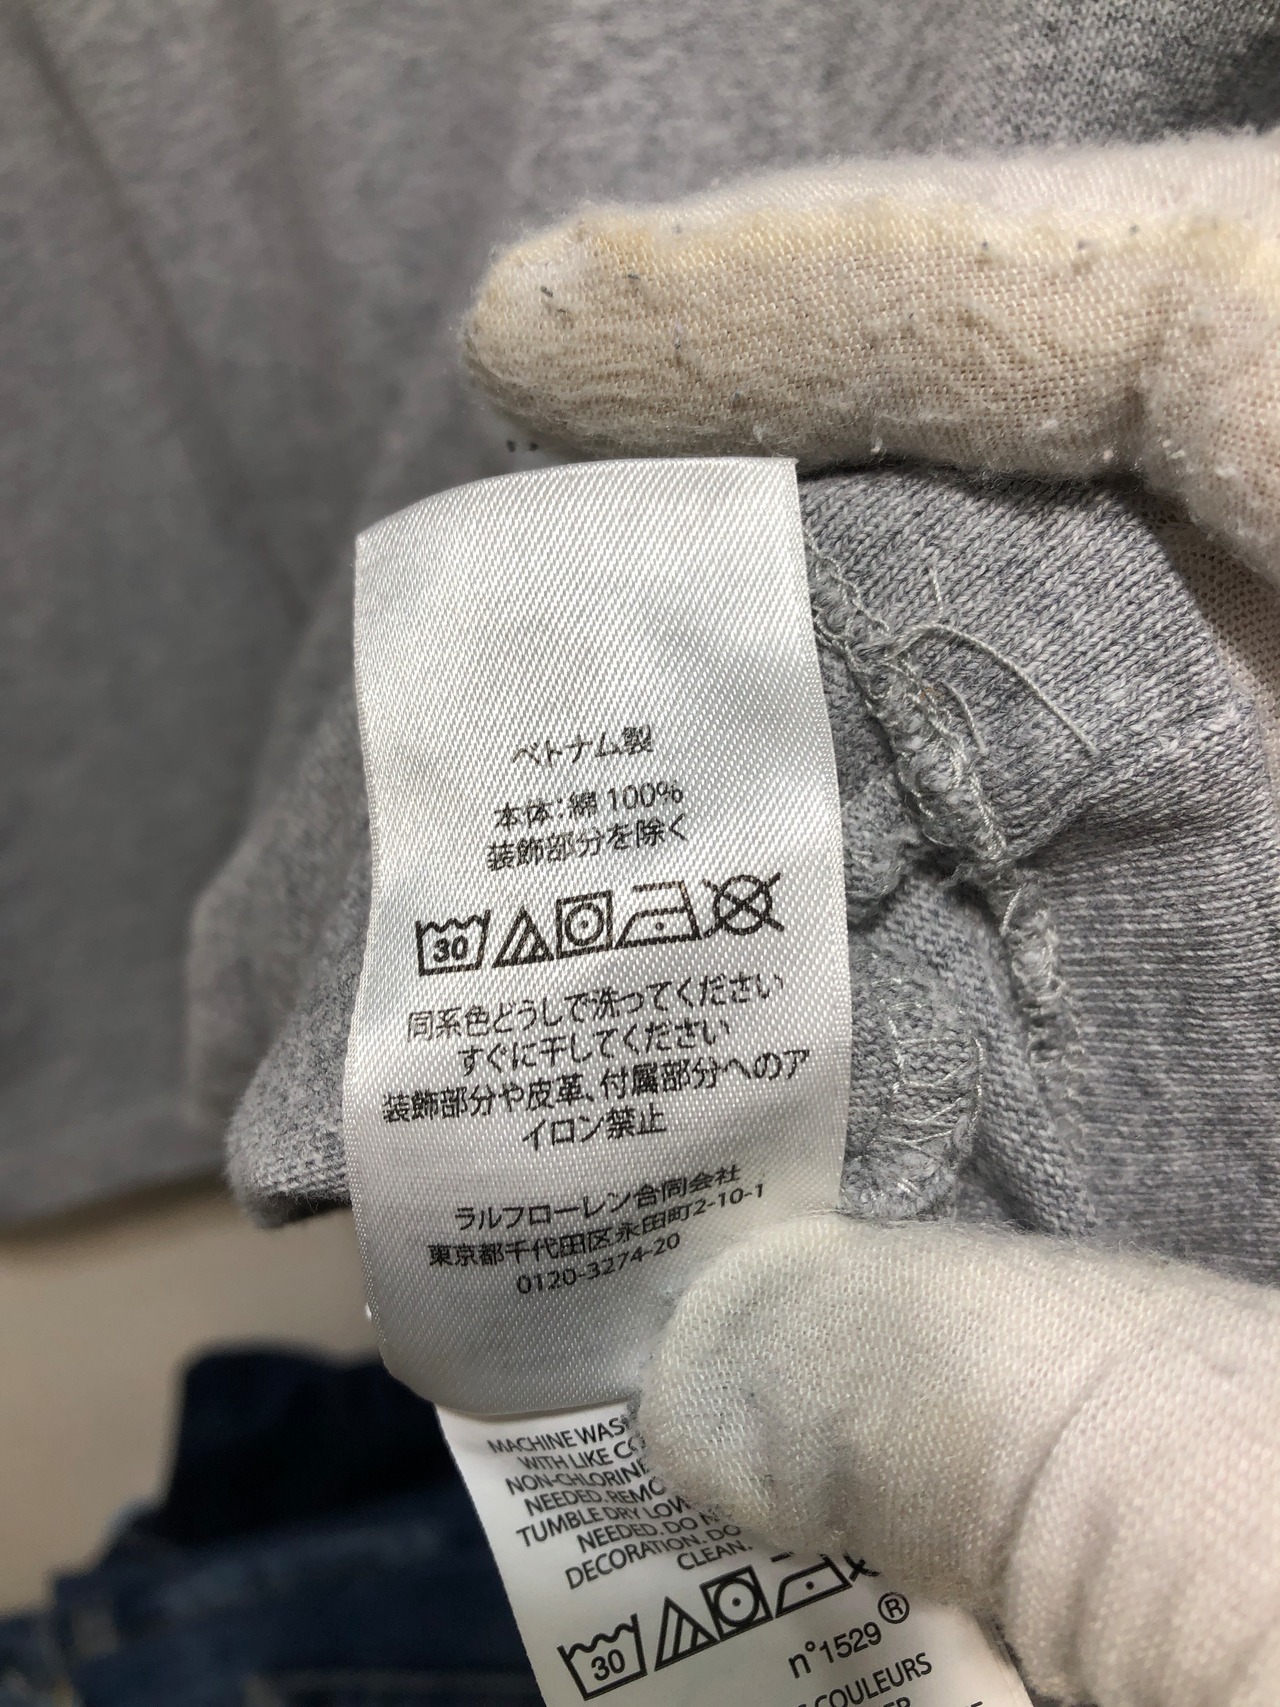 ベトナム製
本体:綿100%
装飾部分を除く
30
同系色どうしで洗ってください
すぐに干してください
装飾部分や皮革、付属部分へのア
イロン禁止
ラルフローレン合同会社
東京都千代田区永田町2-10-1
0120-3274-20
MACHINE WAS
WITH LIKE CO
NON-CHLORINE
NEEDED. REMO
TUMBLE DRY LOW
NEEDED. DO N
DECORATION. DO
CLEAN.
30
n°1529®
COULEURS